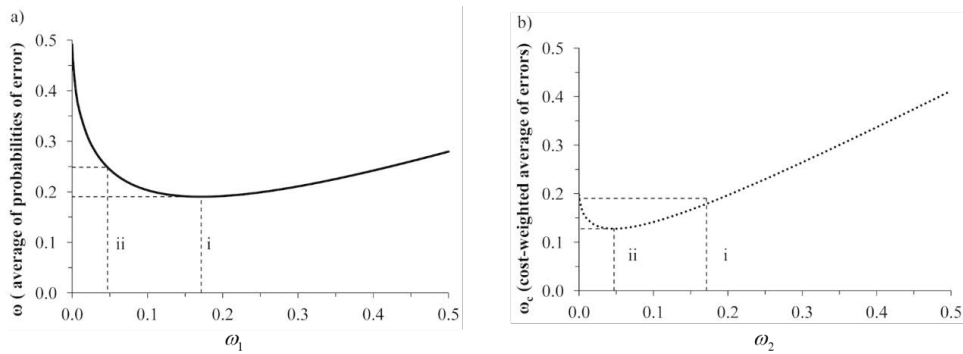 a)
ω ( average of probabilities of error)
0.5
0.4
0.3
0.2
0.1
0.0
ii
i
0.0 0.1 0.2 0.3 0.4 0.5
ω1
b)
ωc (cost-weighted average of errors)
0.5
0.4
0.3
0.2
0.1
0.0
ii
i
0.0 0.1 0.2 0.3 0.4 0.5
ω2